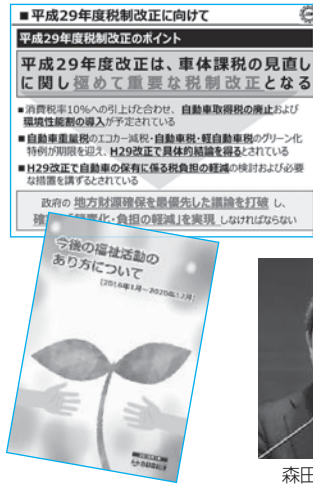 ■平成29年度税制改正に向けて
平成29年度税制改正のポイント
平成29年度改正は、車体課税の見直し
に関し極めて重要な税制改正となる
■消費税率10%への引上げと合わせ、自動車取得税の廃止および
環境性能割の導入が予定されている
■自動車重量税のエコカー減税・自動車税・軽自動車税のグリーン化
特例が期限を迎え、H29改正で具体的結論を得るとされている
■H29改正で自動車の保有に係る税負担の軽減の検討および必要
な措置を講ずるとされている
政府の 地方財源確保を最優先した議論を打破 し、
確 化・負担の軽減」を実現 しなければならない
今後の福祉活動の
あり方について
(2016年1月～2020年12月)
森田